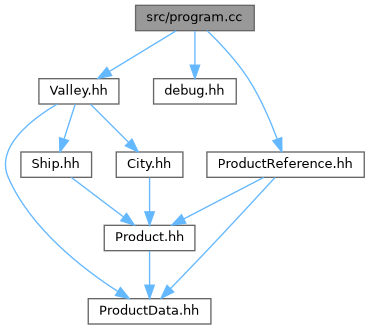 src/program.cc
Valley.hh
debug.hh
Ship.hh
City.hh
ProductReference.hh
Product.hh
ProductData.hh